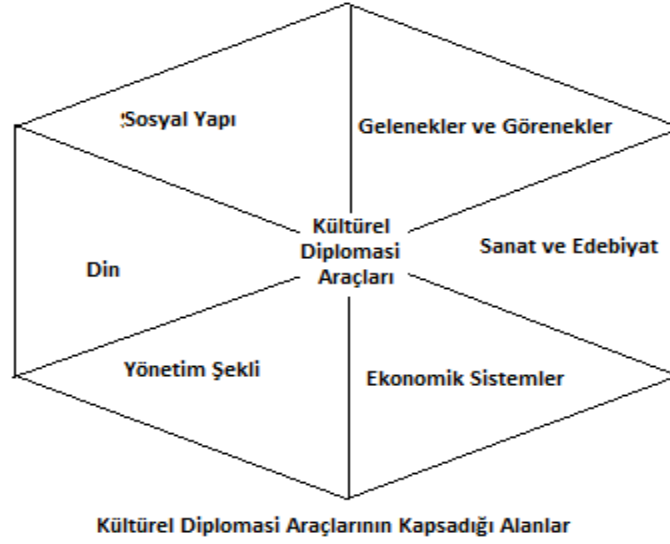 :Sosyal Yapı
Gelenekler ve Görenekler
Kültürel
Diplomasi
Araçları
Sanat ve Edebiyat
Din
Yönetim Şekli
Ekonomik Sistemler
Kültürel Diplomasi Araçlarının Kapsadığı Alanlar